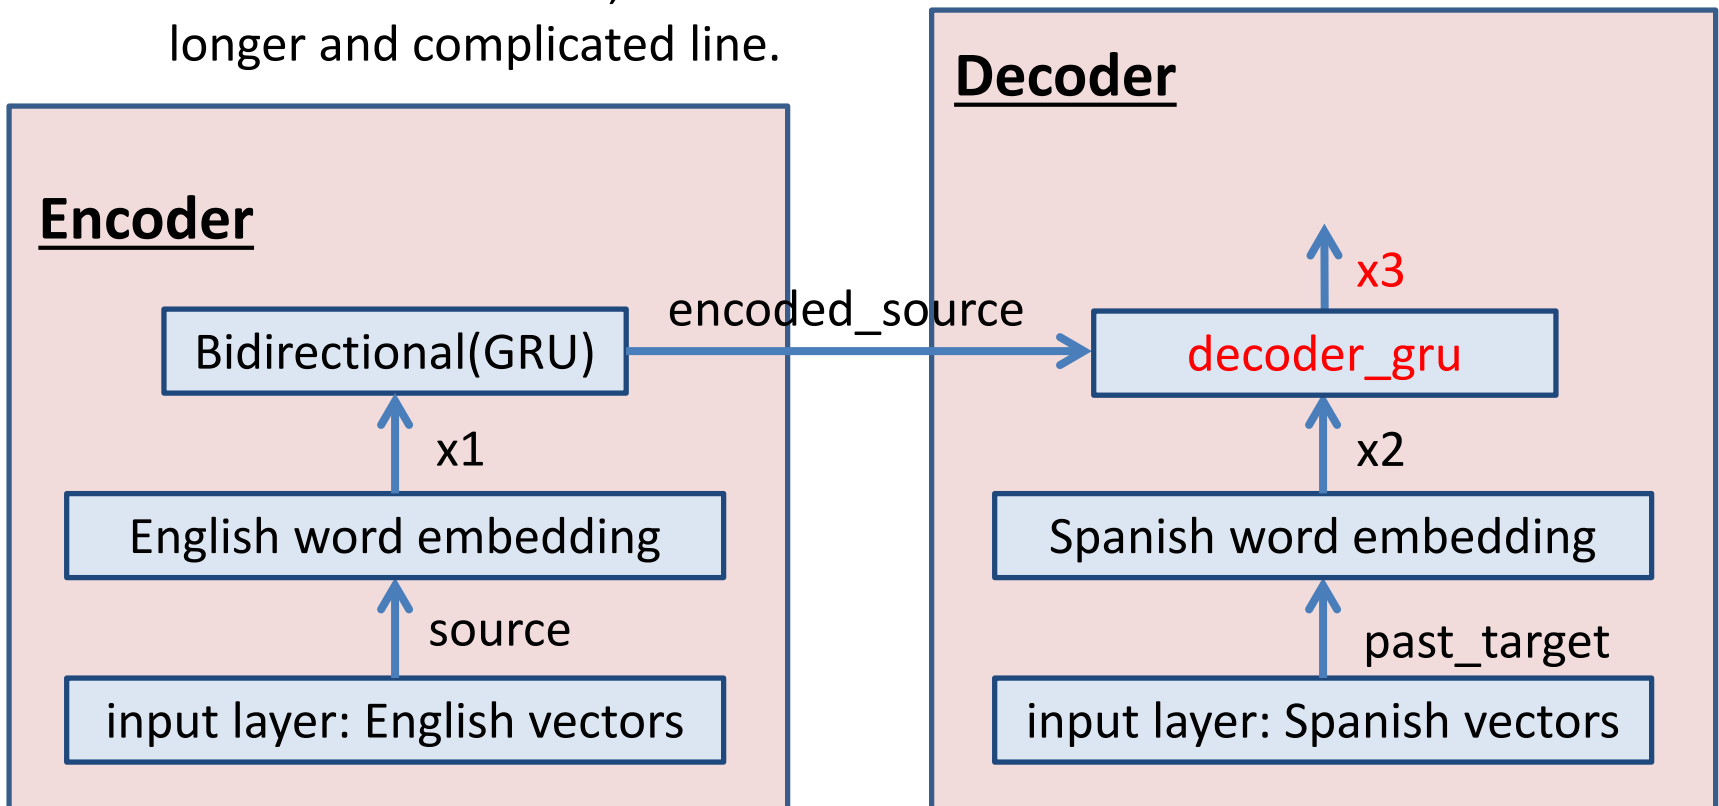 longer and complicated line.
Encoder
Bidirectional(GRU)
x1
English word embedding
source
input layer: English vectors
encoded_source
Decoder
x3
decoder_gru
x2
Spanish word embedding
past_target
input layer: Spanish vectors